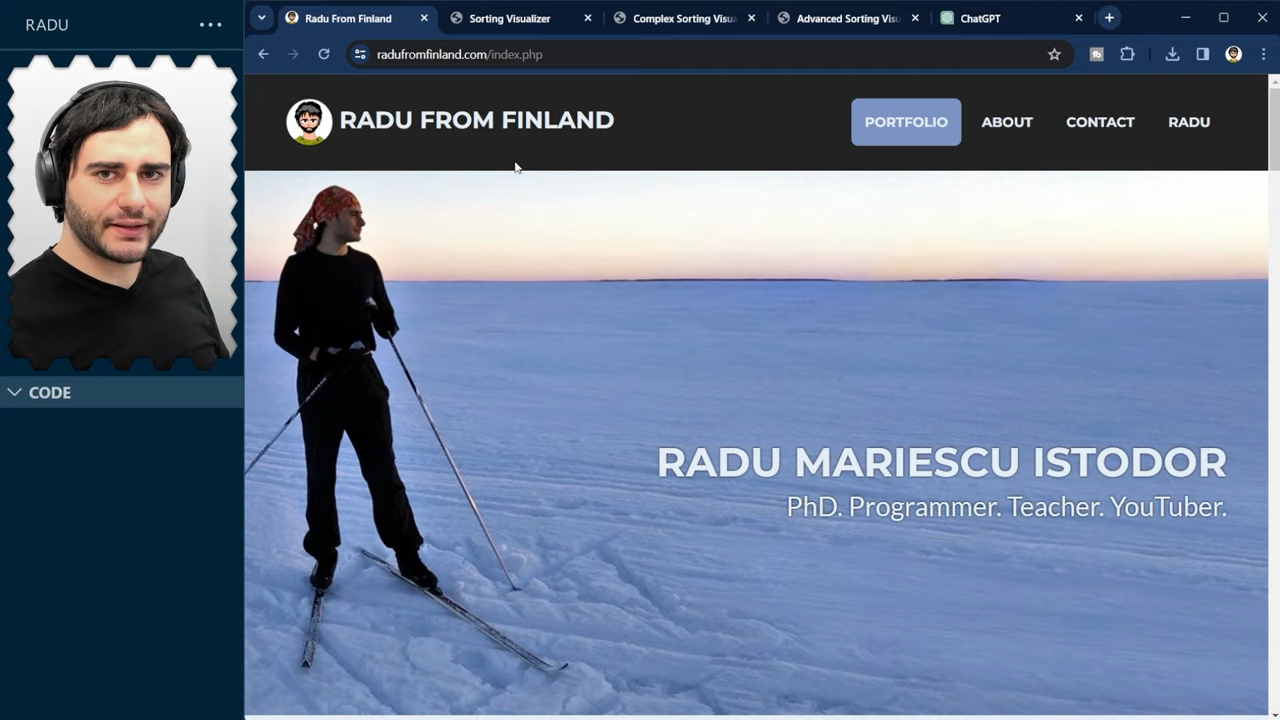 RADU
Radu From Finland
Sorting Visualizer
Complex Sorting Visua
Advanced Sorting Visu
ChatGPT
radufromfinland.com/index.php
RADU FROM FINLAND
PORTFOLIO
ABOUT
CONTACT
RADU
CODE
RADU MARIESCU ISTODOR
PhD. Programmer. Teacher. YouTuber.